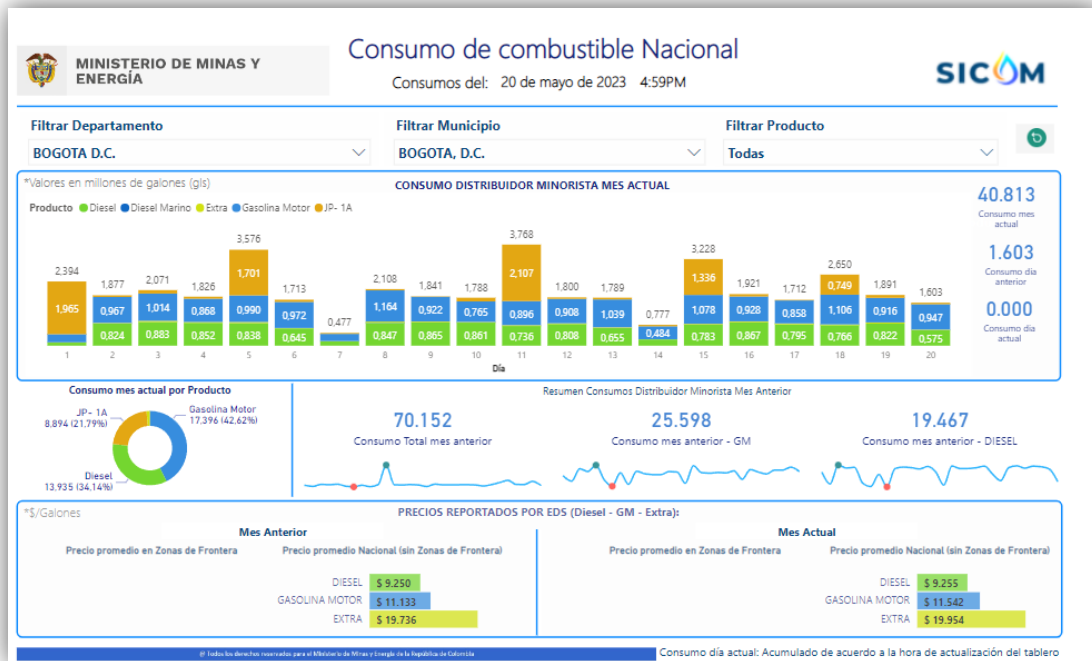 MINISTERIO DE MINAS Y
ENERGÍA
Consumo de combustible Nacional
Consumos del: 20 de mayo de 2023 4:59PM
SICOM
Filtrar Departamento
BOGOTA D.C.
Filtrar Municipio
BOGOTA, D.C.
Filtrar Producto
Todas
*Valores en millones de galones (gls)
CONSUMO DISTRIBUIDOR MINORISTA MES ACTUAL
Producto Diesel Diesel Marino Extra Gasolina Motor JP- 1A
2,394 1,877 2,071 1,826 3,576 1,713 0,477 2,108 1,841 1,788 3,768 1,800 1,789 0,777 3,228 1,921 1,712 2,650 1,891 1,603
1,965 1,701 2,107 1,336 0,749
0,967 1,014 0,868 0,990 0,972 1,164 0,922 0,765 0,896 0,908 1,039 1,078 0,928 0,858 1,106 0,916 0,947
0,824 0,883 0,852 0,838 0,645 0,847 0,865 0,861 0,736 0,808 0,655 0,484 0,783 0,867 0,795 0,766 0,822 0,575
1 2 3 4 5 6 7 8 9 10 11 12 13 14 15 16 17 18 19 20
Día
40.813
Consumo mes
actual
1.603
Consumo día
anterior
0.000
Consumo día
actual
Consumo mes actual por Producto
JP- 1A
8,894 (21,79%)
Gasolina Motor
17,396 (42,62%)
Diesel
13,935 (34,14%)
Resumen Consumos Distribuidor Minorista Mes Anterior
70.152
Consumo Total mes anterior
25.598
Consumo mes anterior - GM
19.467
Consumo mes anterior - DIESEL
*$/Galones
PRECIOS REPORTADOS POR EDS (Diesel - GM - Extra):
Mes Anterior
Precio promedio en Zonas de Frontera
Precio promedio Nacional (sin Zonas de Frontera)
DIESEL $ 9.250
GASOLINA MOTOR $ 11.133
EXTRA $ 19.736
Mes Actual
Precio promedio en Zonas de Frontera
Precio promedio Nacional (sin Zonas de Frontera)
DIESEL $ 9.255
GASOLINA MOTOR $ 11.542
EXTRA $ 19.954
@ Todos los derechos reservados para el Ministerio de Minas y Energía de la República de Colombia
Consumo día actual: Acumulado de acuerdo a la hora de actualización del tablero